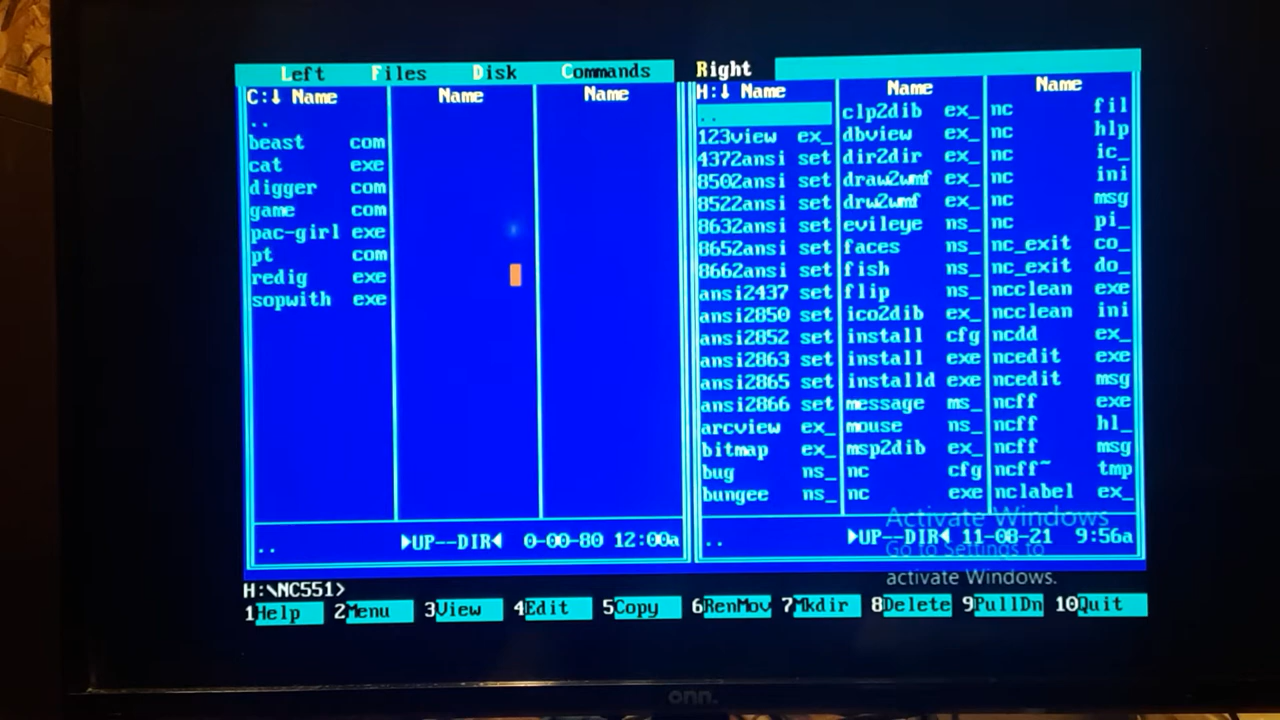 Left Files Disk Commands Right
C:↓ Name Name Name
..
beast com
cat exe
digger com
game com
pac-girl exe
pt com
redig exe
sopwith exe
.. ►UP--DIR◄ 0-00-80 12:00a
H:↓ Name Name Name
..
123view ex_
4372ansi set
8502ansi set
8522ansi set
8632ansi set
8652ansi set
8662ansi set
ansi2437 set
ansi2850 set
ansi2852 set
ansi2863 set
ansi2865 set
ansi2866 set
arcview ex_
bitmap ex_
bug ns_
bungee ns_
clp2dib ex_
dbview ex_
dir2dir ex_
draw2wmf ex_
drw2wmf ex_
evileye ns_
faces ns_
fish ns_
flip ns_
ico2dib ex_
install cfg
install exe
installd exe
message ms_
mouse ns_
msp2dib ex_
nc cfg
nc exe
nc fil
nc hlp
nc ic_
nc ini
nc msg
nc pi_
nc_exit co_
nc_exit do_
ncclean exe
ncclean ini
ncdd ex_
ncedit exe
ncedit msg
ncff exe
ncff hl_
ncff msg
ncff~ tmp
nclabel ex_
.. ►UP--DIR◄ 11-08-21 9:56a
Activate Windows
Go to Settings to
activate Windows.
H:\NC551>
1Help 2Menu 3View 4Edit 5Copy 6RenMov 7Mkdir 8Delete 9PullDn 10Quit
onn.